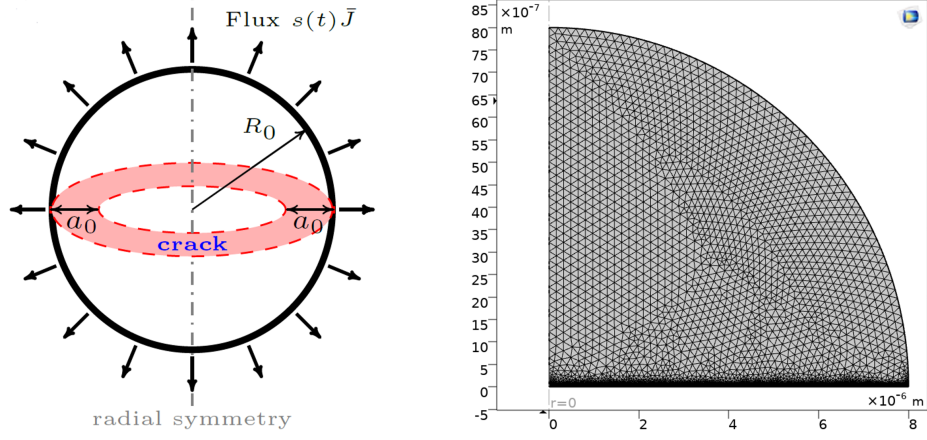 Flux s(t)J̄
R₀
a₀ a₀
crack
radial symmetry
85 ×10⁻⁷
80 m
75
70
65
60
55
50
45
40
35
30
25
20
15
10
5
0
-5
r=0 ×10⁻⁶ m
0 2 4 6 8